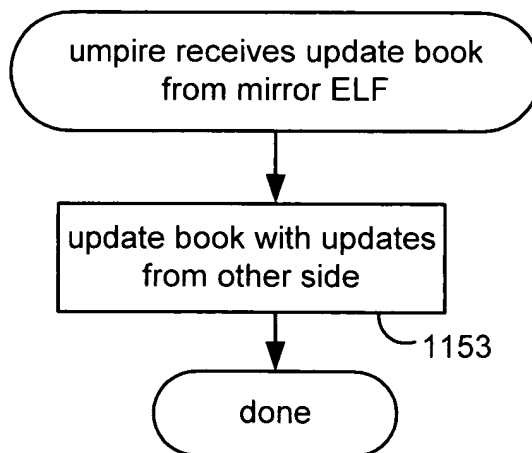 umpire receives update book
from mirror ELF
update book with updates
from other side
1153
done